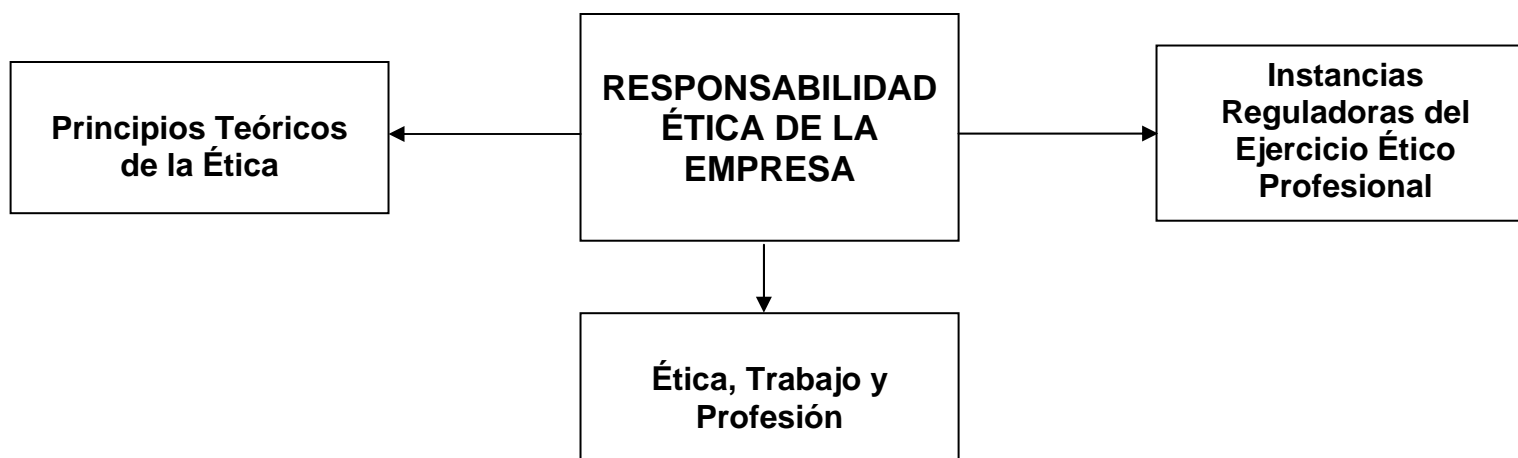 Principios Teóricos
de la Ética
RESPONSABILIDAD
ÉTICA DE LA
EMPRESA
Instancias
Reguladoras del
Ejercicio Ético
Profesional
Ética, Trabajo y
Profesión